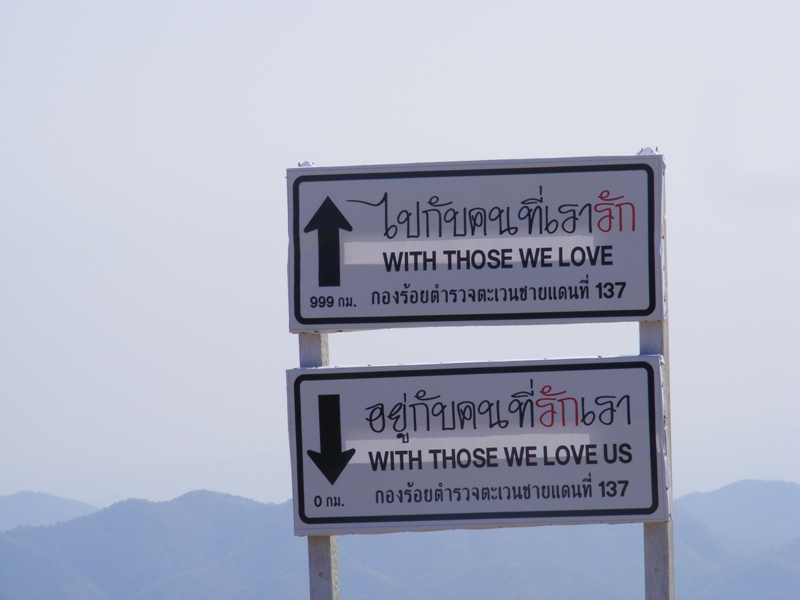 ไปกับคนที่เรารัก
WITH THOSE WE LOVE
999 กม.
กองร้อยตำรวจตะเวนชายแดนที่ 137
อยู่กับคนที่รักเรา
WITH THOSE WE LOVE US
0 กม.
กองร้อยตำรวจตะเวนชายแดนที่ 137